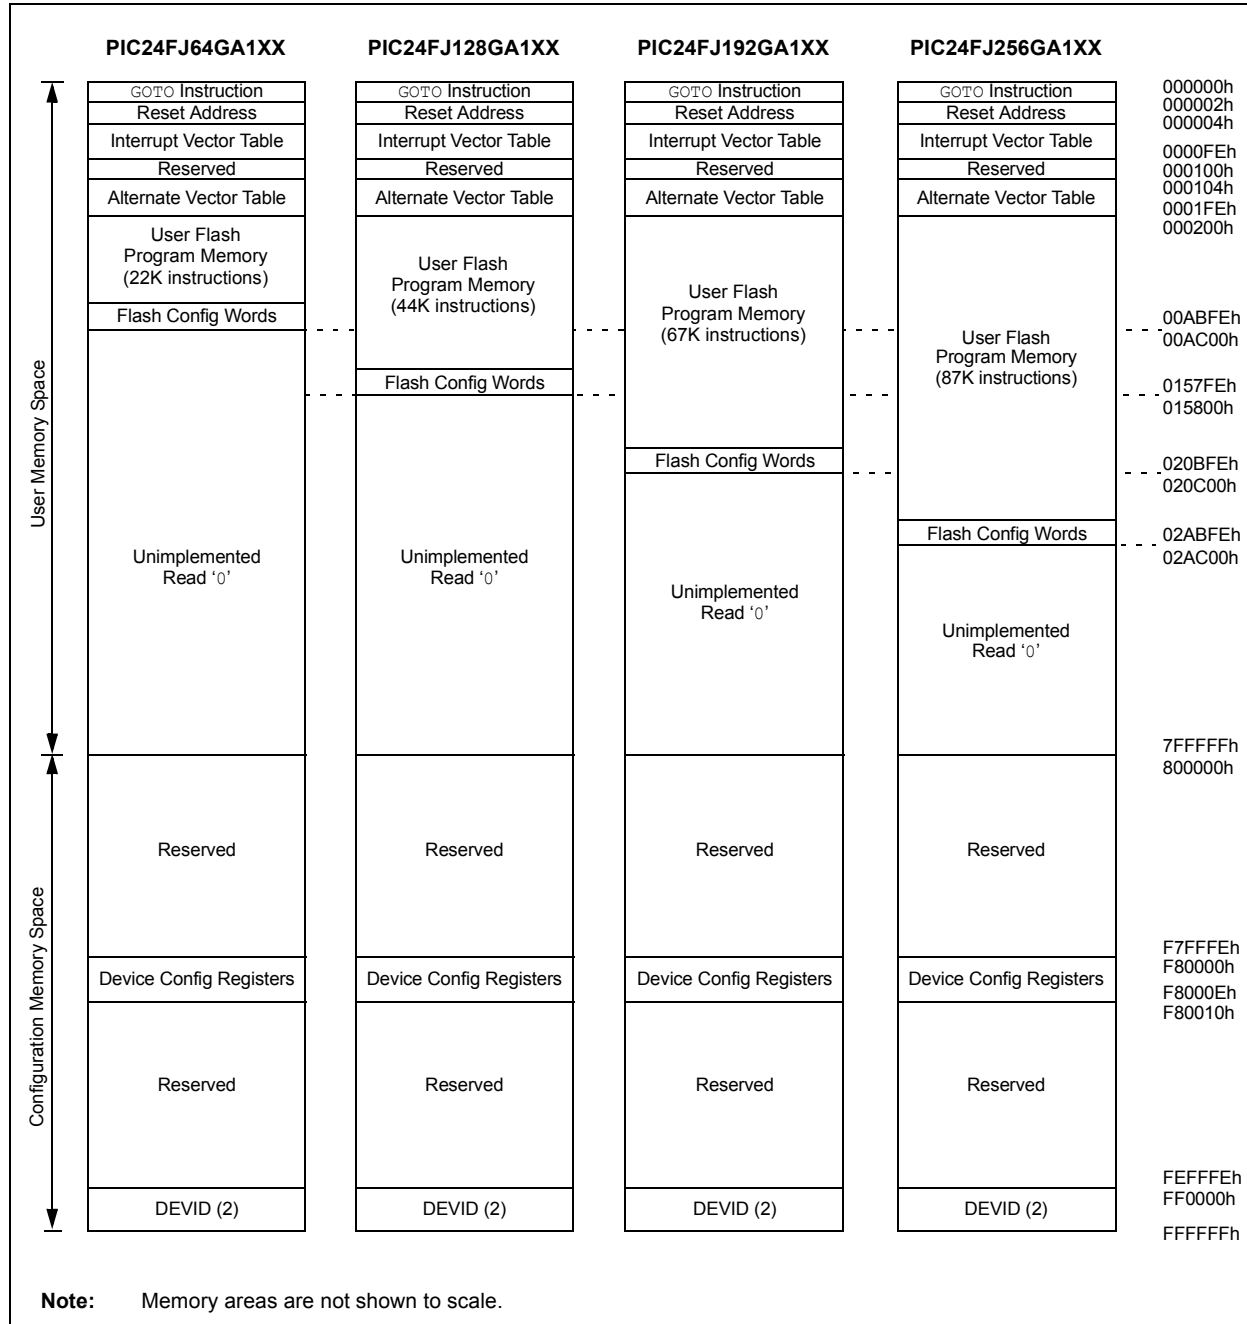 PIC24FJ64GA1XX PIC24FJ128GA1XX PIC24FJ192GA1XX PIC24FJ256GA1XX
GOTO Instruction GOTO Instruction GOTO Instruction GOTO Instruction 000000h
Reset Address Reset Address Reset Address Reset Address 000002h
000004h
Interrupt Vector Table Interrupt Vector Table Interrupt Vector Table Interrupt Vector Table
0000FEh
Reserved Reserved Reserved Reserved 000100h
000104h
Alternate Vector Table Alternate Vector Table Alternate Vector Table Alternate Vector Table
0001FEh
000200h
User Flash
Program Memory
(22K instructions)
User Flash
Program Memory
(44K instructions)
User Flash
Program Memory
(67K instructions)
User Flash
Program Memory
(87K instructions)
Flash Config Words 00ABFEh
00AC00h
Flash Config Words 0157FEh
015800h
Flash Config Words 020BFEh
020C00h
Flash Config Words 02ABFEh
02AC00h
User Memory Space
Unimplemented
Read ‘0’
Unimplemented
Read ‘0’
Unimplemented
Read ‘0’
Unimplemented
Read ‘0’
7FFFFFh
800000h
Reserved Reserved Reserved Reserved
Configuration Memory Space
F7FFFEh
F80000h
Device Config Registers Device Config Registers Device Config Registers Device Config Registers
F8000Eh
F80010h
Reserved Reserved Reserved Reserved
FEFFFEh
FF0000h
DEVID (2) DEVID (2) DEVID (2) DEVID (2)
FFFFFFh
Note: Memory areas are not shown to scale.